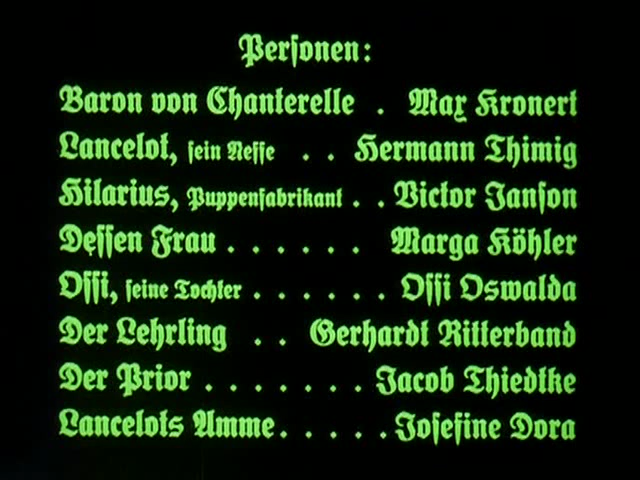 Personen:
Baron von Chanterelle . Max Kronert
Lancelot, sein Neffe . . Hermann Thimig
Hilarius, Puppenfabrikant . . Victor Janson
Dessen Frau . . . . . . Marga Köhler
Ossi, seine Tochter . . . . . . Ossi Oswalda
Der Lehrling . . Gerhardt Ritterband
Der Prior . . . . . . . Jacob Thiedtke
Lancelots Amme . . . . . Josefine Dora